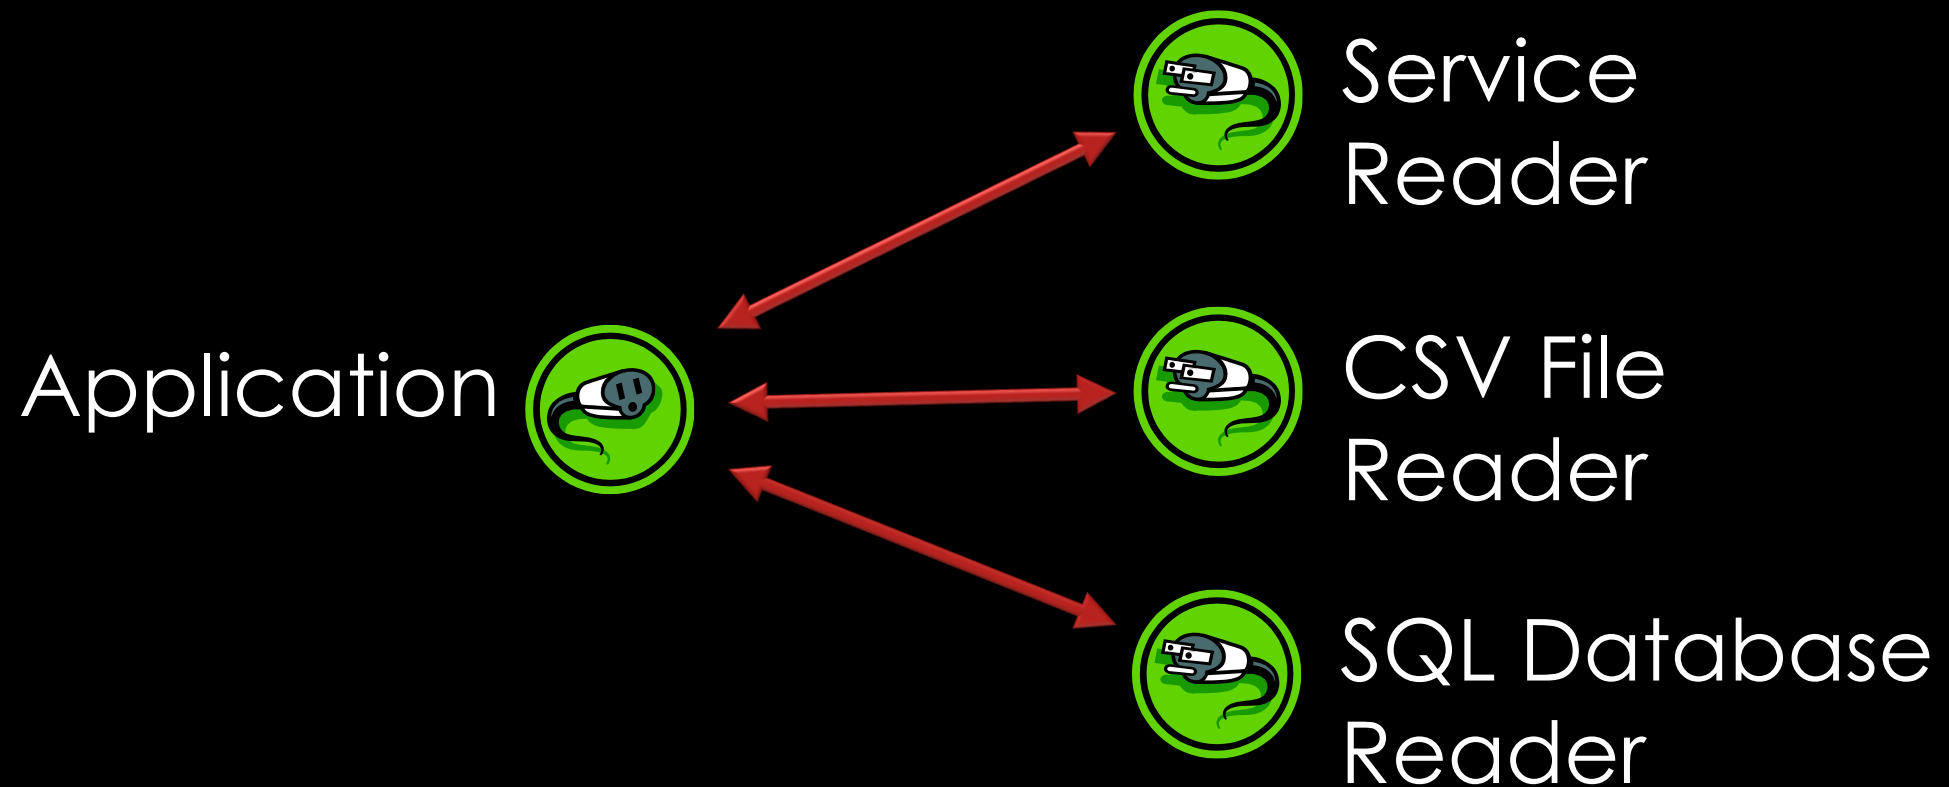 Service
Reader
Application
CSV File
Reader
SQL Database
Reader